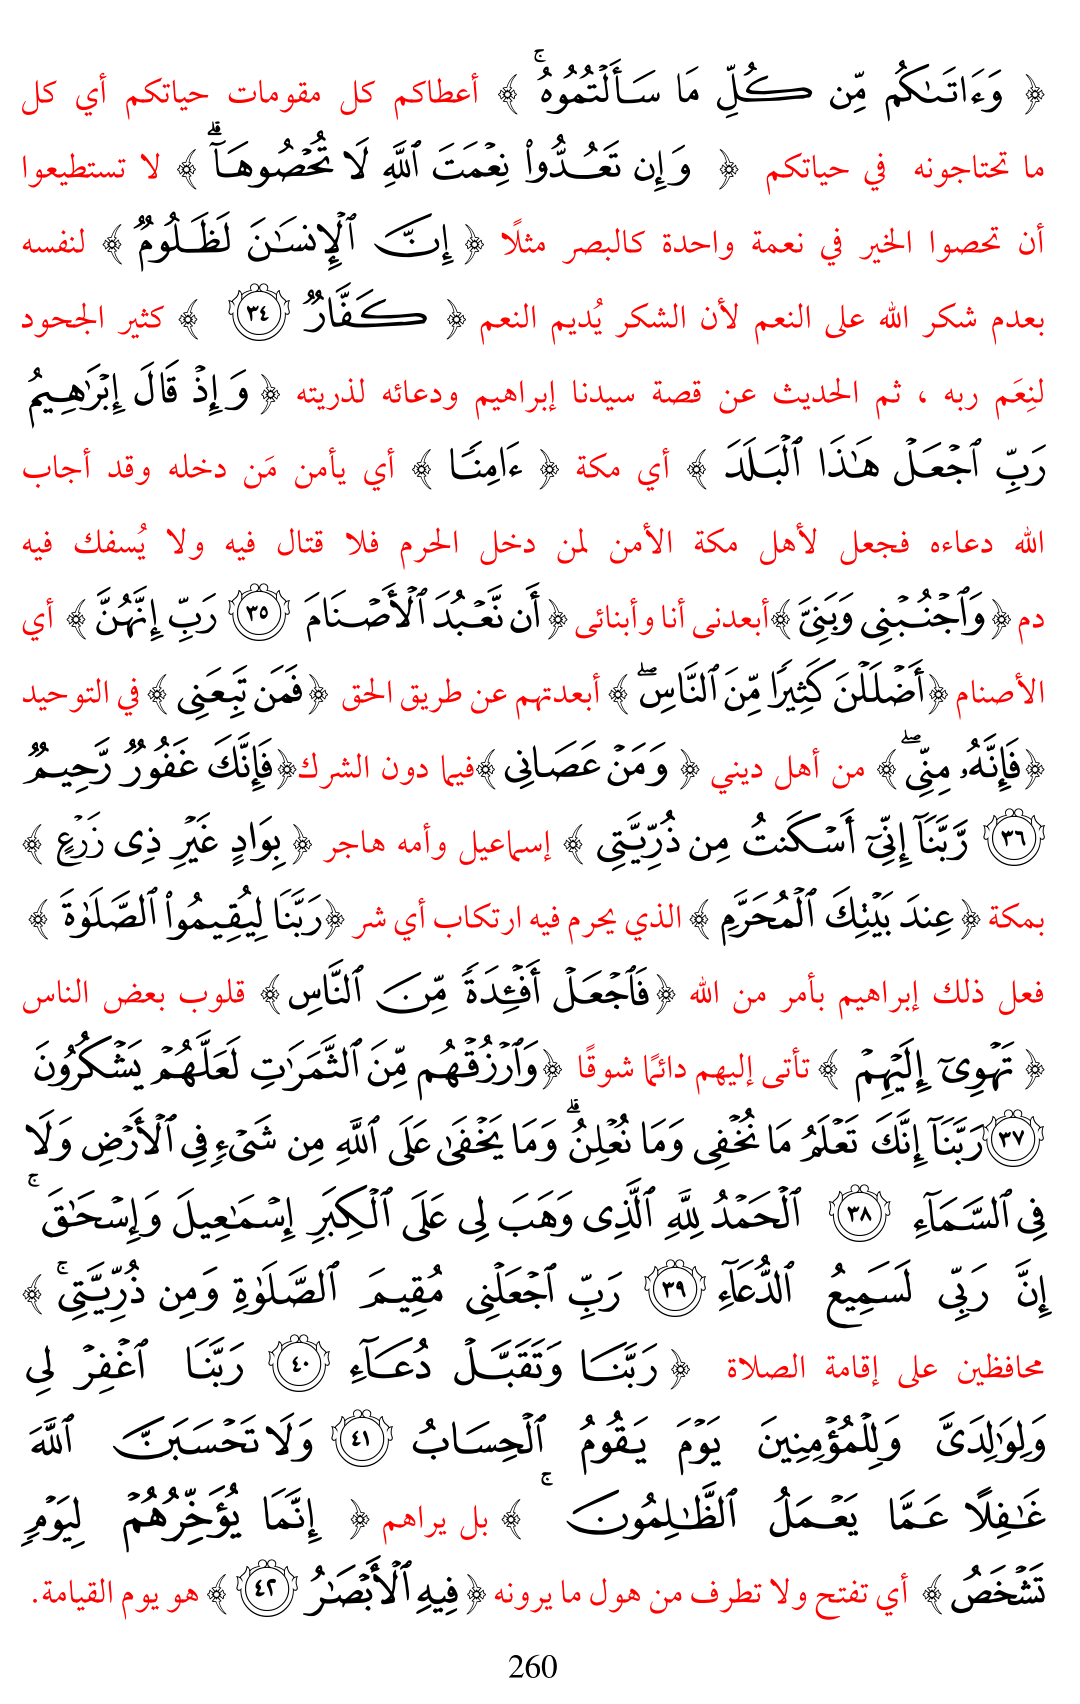 ﴿ وَءَاتَىٰكُم مِّن كُلِّ مَا سَأَلْتُمُوهُ ۚ ﴾ أعطاكم كل مقومات حياتكم أي كل
ما تحتاجونه في حياتكم ﴿ وَإِن تَعُدُّوا۟ نِعْمَتَ ٱللَّهِ لَا تُحْصُوهَآ ۗ ﴾ لا تستطيعوا
أن تحصوا الخير في نعمة واحدة كالبصر مثلًا ﴿ إِنَّ ٱلْإِنسَـٰنَ لَظَلُومٌ ﴾ لنفسه
بعدم شكر الله على النعم لأن الشكر يُديم النعم ﴿ كَفَّارٌ ٣٤ ﴾ كثير الجحود
لنِعَم ربه ، ثم الحديث عن قصة سيدنا إبراهيم ودعائه لذريته ﴿ وَإِذْ قَالَ إِبْرَٰهِيمُ
رَبِّ ٱجْعَلْ هَـٰذَا ٱلْبَلَدَ ﴾ أي مكة ﴿ ءَامِنًا ﴾ أي يأمن مَن دخله وقد أجاب
الله دعاءه فجعل لأهل مكة الأمن لمن دخل الحرم فلا قتال فيه ولا يُسفك فيه
دم ﴿وَٱجْنُبْنِى وَبَنِىَّ﴾أبعدنى أنا وأبنائى ﴿أَن نَّعْبُدَ ٱلْأَصْنَامَ ٣٥ رَبِّ إِنَّهُنَّ ﴾ أي
الأصنام ﴿أَضْلَلْنَ كَثِيرًا مِّنَ ٱلنَّاسِ ۖ ﴾ أبعدتهم عن طريق الحق ﴿فَمَن تَبِعَنِى ﴾ في التوحيد
﴿فَإِنَّهُۥ مِنِّى ۖ ﴾ من أهل ديني ﴿ وَمَنْ عَصَانِى ﴾فيما دون الشرك﴿فَإِنَّكَ غَفُورٌ رَّحِيمٌ
٣٦ رَّبَّنَآ إِنِّىٓ أَسْكَنتُ مِن ذُرِّيَّتِى ﴾ إسماعيل وأمه هاجر ﴿ بِوَادٍ غَيْرِ ذِى زَرْعٍ ﴾
بمكة ﴿ عِندَ بَيْتِكَ ٱلْمُحَرَّمِ ﴾ الذي يحرم فيه ارتكاب أي شر ﴿رَبَّنَا لِيُقِيمُوا۟ ٱلصَّلَوٰةَ ﴾
فعل ذلك إبراهيم بأمر من الله ﴿فَٱجْعَلْ أَفْـِٔدَةً مِّنَ ٱلنَّاسِ ﴾ قلوب بعض الناس
﴿ تَهْوِىٓ إِلَيْهِمْ ﴾ تأتى إليهم دائمًا شوقًا ﴿وَٱرْزُقْهُم مِّنَ ٱلثَّمَرَٰتِ لَعَلَّهُمْ يَشْكُرُونَ
٣٧ رَبَّنَآ إِنَّكَ تَعْلَمُ مَا نُخْفِى وَمَا نُعْلِنُ ۗ وَمَا يَخْفَىٰ عَلَى ٱللَّهِ مِن شَىْءٍ فِى ٱلْأَرْضِ وَلَا
فِى ٱلسَّمَآءِ ٣٨ ٱلْحَمْدُ لِلَّهِ ٱلَّذِى وَهَبَ لِى عَلَى ٱلْكِبَرِ إِسْمَـٰعِيلَ وَإِسْحَـٰقَ ۚ
إِنَّ رَبِّى لَسَمِيعُ ٱلدُّعَآءِ ٣٩ رَبِّ ٱجْعَلْنِى مُقِيمَ ٱلصَّلَوٰةِ وَمِن ذُرِّيَّتِى ۚ ﴾
محافظين على إقامة الصلاة ﴿ رَبَّنَا وَتَقَبَّلْ دُعَآءِ ٤٠ رَبَّنَا ٱغْفِرْ لِى
وَلِوَٰلِدَىَّ وَلِلْمُؤْمِنِينَ يَوْمَ يَقُومُ ٱلْحِسَابُ ٤١ وَلَا تَحْسَبَنَّ ٱللَّهَ
غَـٰفِلًا عَمَّا يَعْمَلُ ٱلظَّـٰلِمُونَ ۚ ﴾ بل يراهم ﴿ إِنَّمَا يُؤَخِّرُهُمْ لِيَوْمٍ
تَشْخَصُ ﴾ أي تفتح ولا تطرف من هول ما يرونه ﴿فِيهِ ٱلْأَبْصَـٰرُ ٤٢ ﴾ هو يوم القيامة.
260